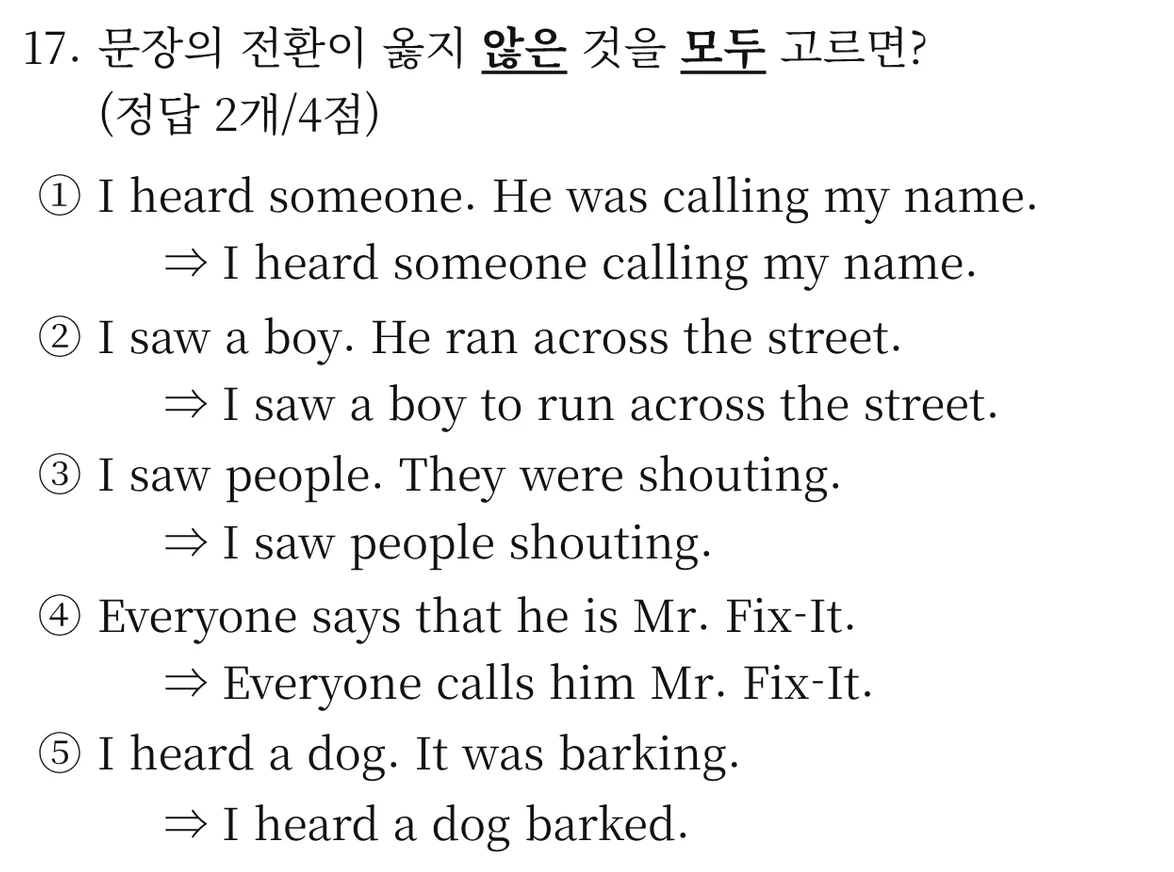 17. 문장의 전환이 옳지 않은 것을 모두 고르면?
(정답 2개/4점)
① I heard someone. He was calling my name.
⇒ I heard someone calling my name.
② I saw a boy. He ran across the street.
⇒ I saw a boy to run across the street.
③ I saw people. They were shouting.
⇒ I saw people shouting.
④ Everyone says that he is Mr. Fix-It.
⇒ Everyone calls him Mr. Fix-It.
⑤ I heard a dog. It was barking.
⇒ I heard a dog barked.